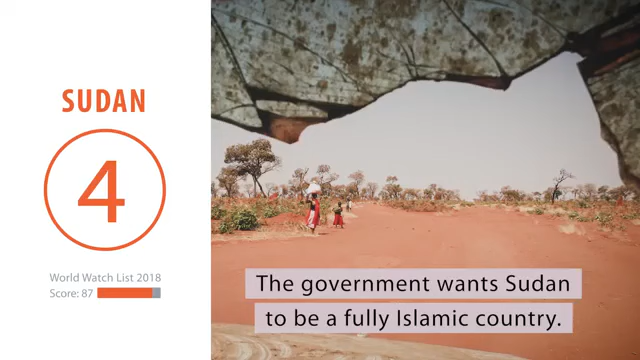 SUDAN
4
World Watch List 2018
Score: 87
The government wants Sudan
to be a fully Islamic country.